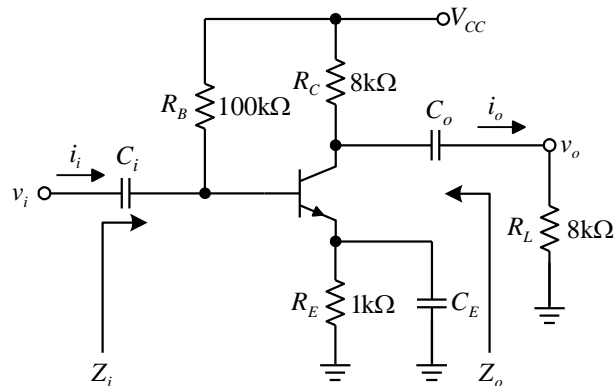 V_CC
R_C 8kΩ
R_B 100kΩ
C_o i_o
i_i C_i
v_i
v_o
R_L 8kΩ
R_E 1kΩ C_E
Z_i Z_o